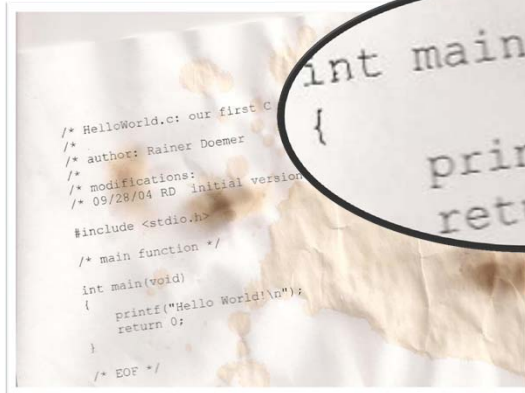 /* HelloWorld.c: our first C
/*
/* author: Rainer Doemer
/*
/* modifications:
/* 09/28/04 RD  initial version
#include <stdio.h>
/* main function */
int main(void)
{
    printf("Hello World!\n");
    return 0;
}
/* EOF */
int main
{
    prin
    retu